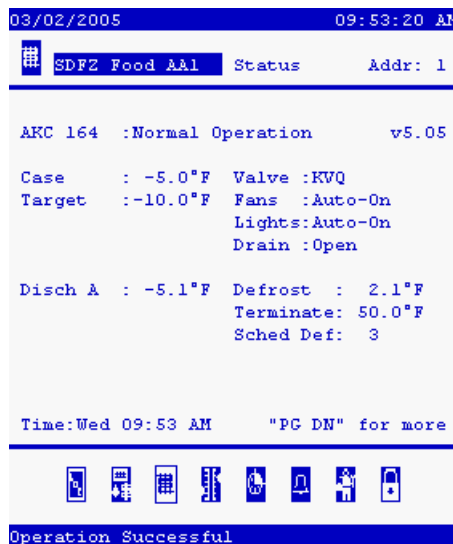 03/02/2005 09:53:20 AM
SDFZ Food AA1 Status Addr: 1
AKC 164 :Normal Operation v5.05
Case : -5.0°F Valve :KVQ
Target :-10.0°F Fans :Auto-On
Lights:Auto-On
Drain :Open
Disch A : -5.1°F Defrost : 2.1°F
Terminate: 50.0°F
Sched Def: 3
Time:Wed 09:53 AM "PG DN" for more
Operation Successful